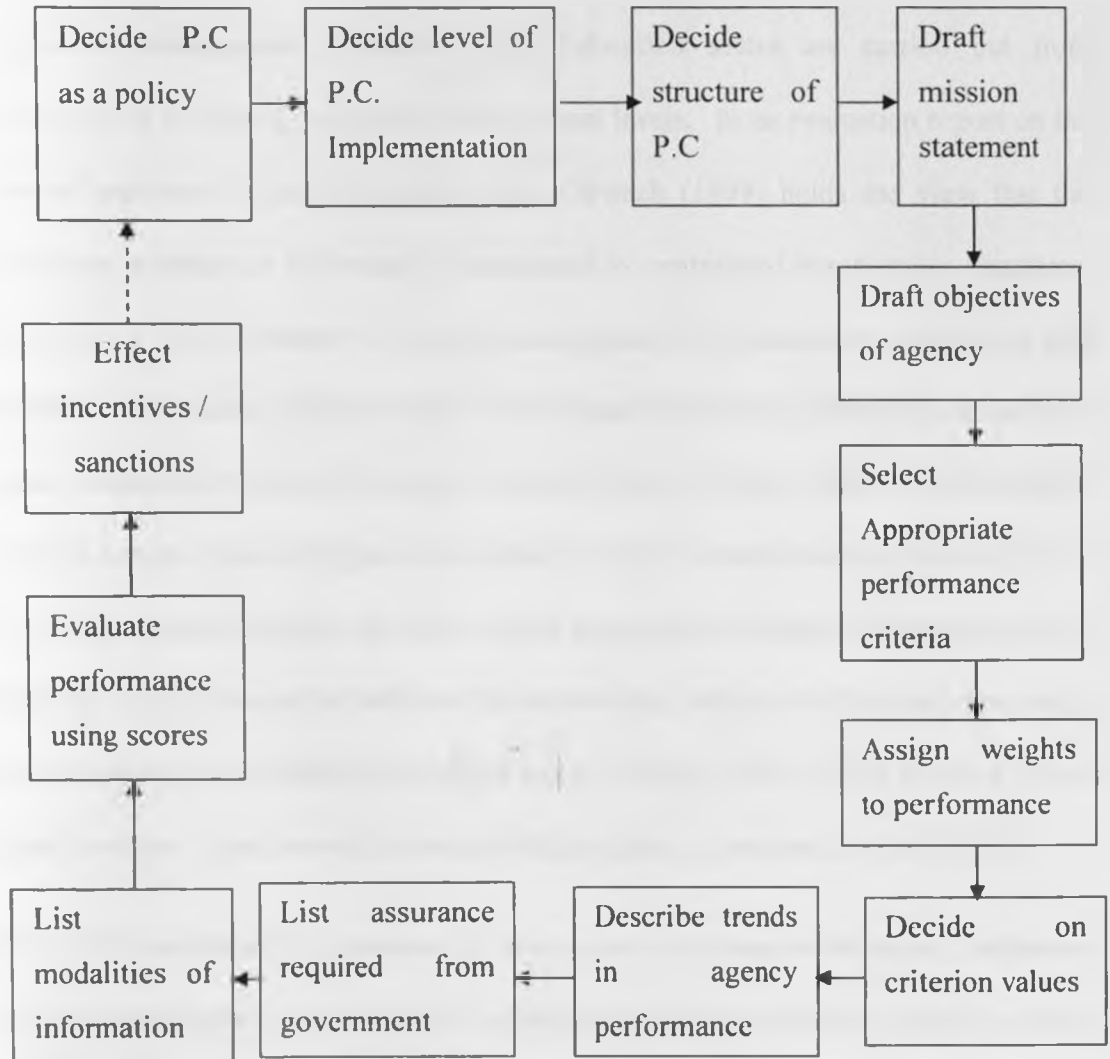 Decide P.C
as a policy
Decide level of
P.C.
Implementation
Decide
structure of
P.C
Draft
mission
statement
Draft objectives
of agency
Select
Appropriate
performance
criteria
Assign weights
to performance
Decide on
criterion values
Describe trends
in agency
performance
List assurance
required from
government
List
modalities of
information
Evaluate
performance
using scores
Effect
incentives /
sanctions